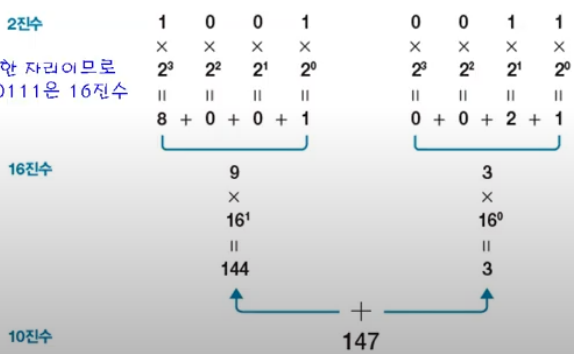 2진수 1 0 0 1 0 0 1 1
× × × × × × × ×
한 자리이므로 2³ 2² 2¹ 2⁰ 2³ 2² 2¹ 2⁰
0111은 16진수 = = = = = = = =
8 + 0 + 0 + 1 0 + 0 + 2 + 1
16진수 9 3
× ×
16¹ 16⁰
= =
144 3
+
10진수 147